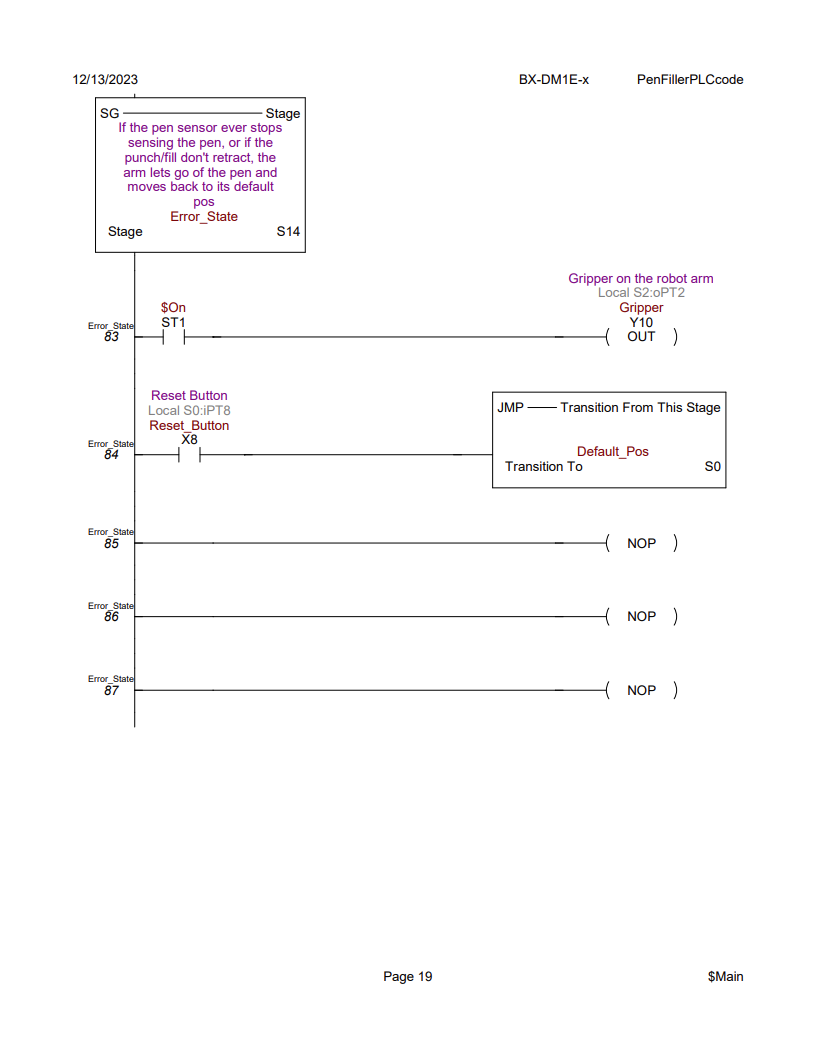 12/13/2023 BX-DM1E-x PenFillerPLCcode
SG Stage
If the pen sensor ever stops
sensing the pen, or if the
punch/fill don't retract, the
arm lets go of the pen and
moves back to its default
pos
Error_State
Stage S14
Gripper on the robot arm
Local S2:oPT2
$On Gripper
ST1 Y10
Error_State
83 OUT
Reset Button
Local S0:iPT8
Reset_Button
X8
JMP Transition From This Stage
Error_State
84
Default_Pos
Transition To S0
Error_State
85 NOP
Error_State
86 NOP
Error_State
87 NOP
Page 19 $Main